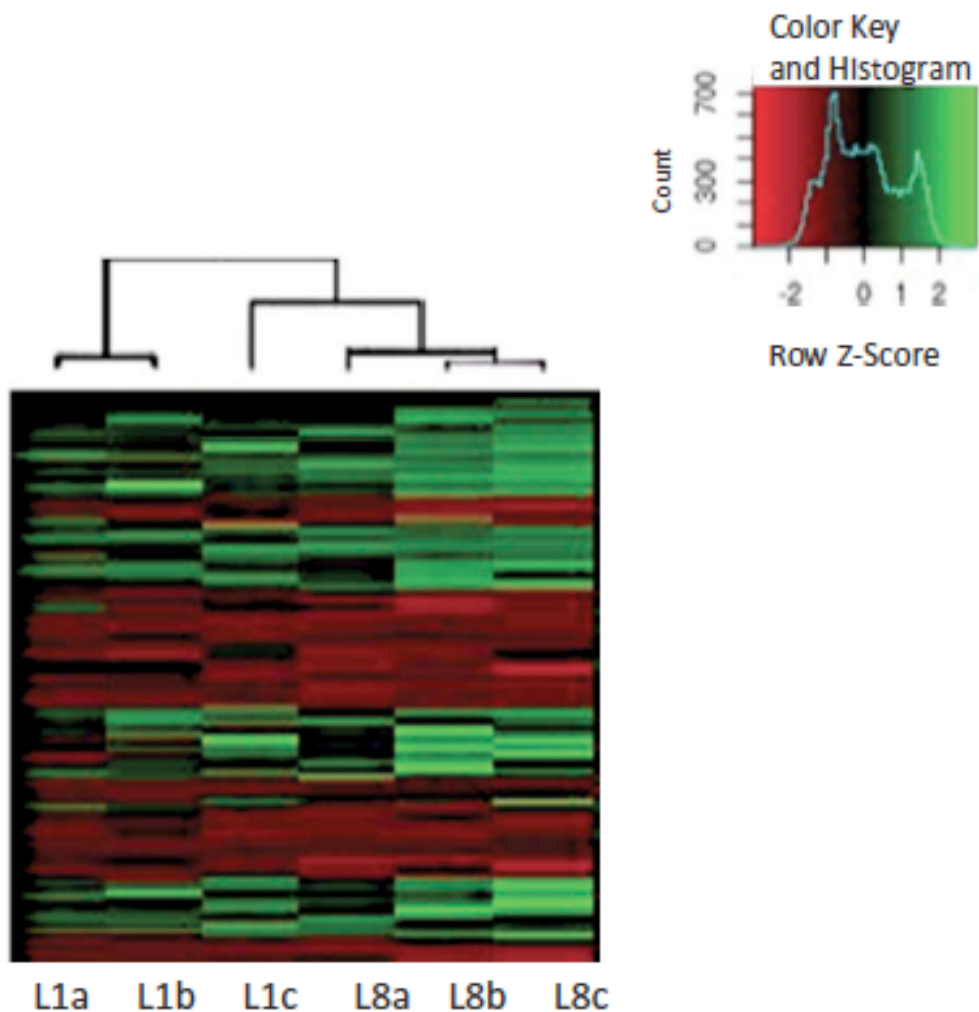 Color Key
and Histogram
700
300
0
Count
-2 0 1 2
Row Z-Score
L1a L1b L1c L8a L8b L8c